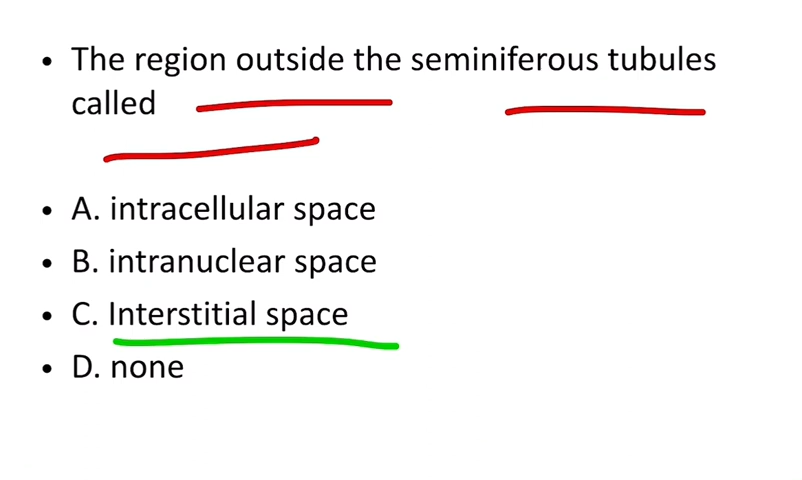 • The region outside the seminiferous tubules
called
• A. intracellular space
• B. intranuclear space
• C. Interstitial space
• D. none